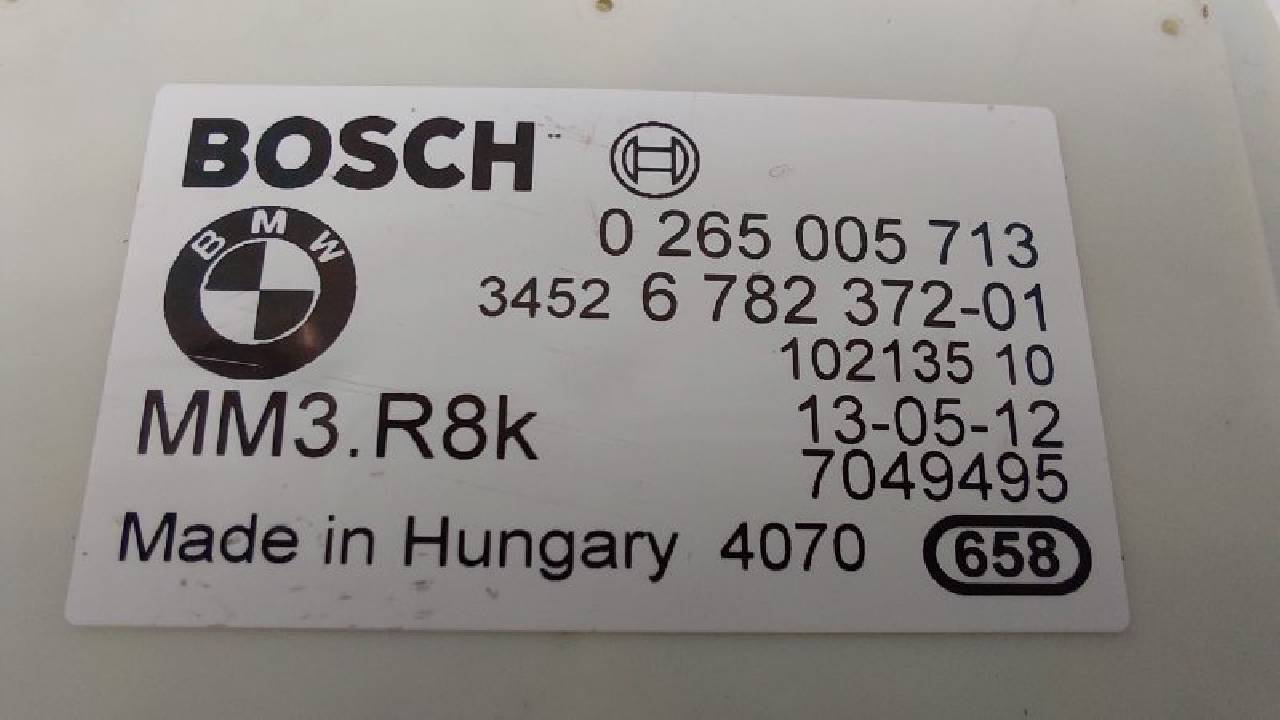 BOSCH
BMW
0 265 005 713
3452 6 782 372-01
102135 10
MM3.R8k
13-05-12
7049495
Made in Hungary 4070 658